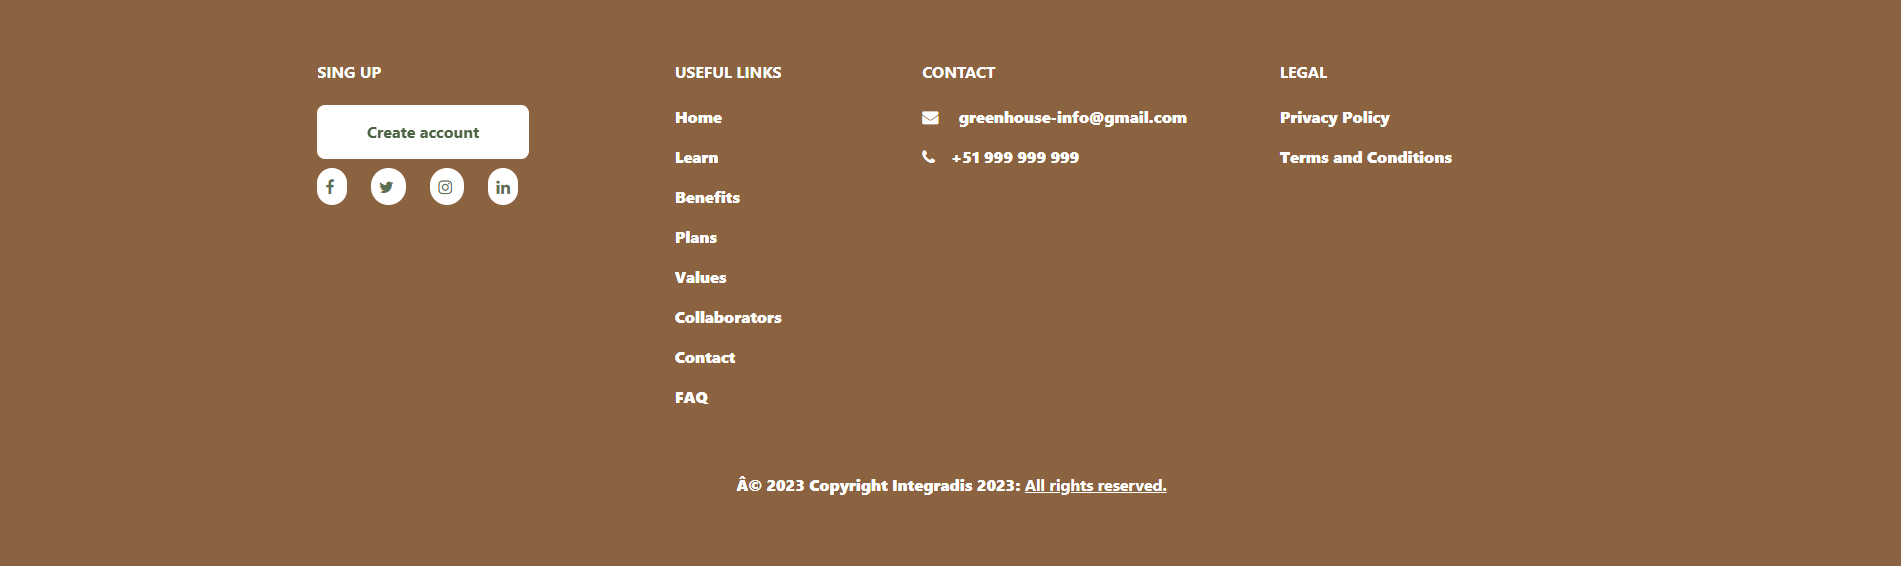 SING UP
Create account
USEFUL LINKS
Home
Learn
Benefits
Plans
Values
Collaborators
Contact
FAQ
CONTACT
greenhouse-info@gmail.com
+51 999 999 999
LEGAL
Privacy Policy
Terms and Conditions
Â© 2023 Copyright Integradis 2023: All rights reserved.